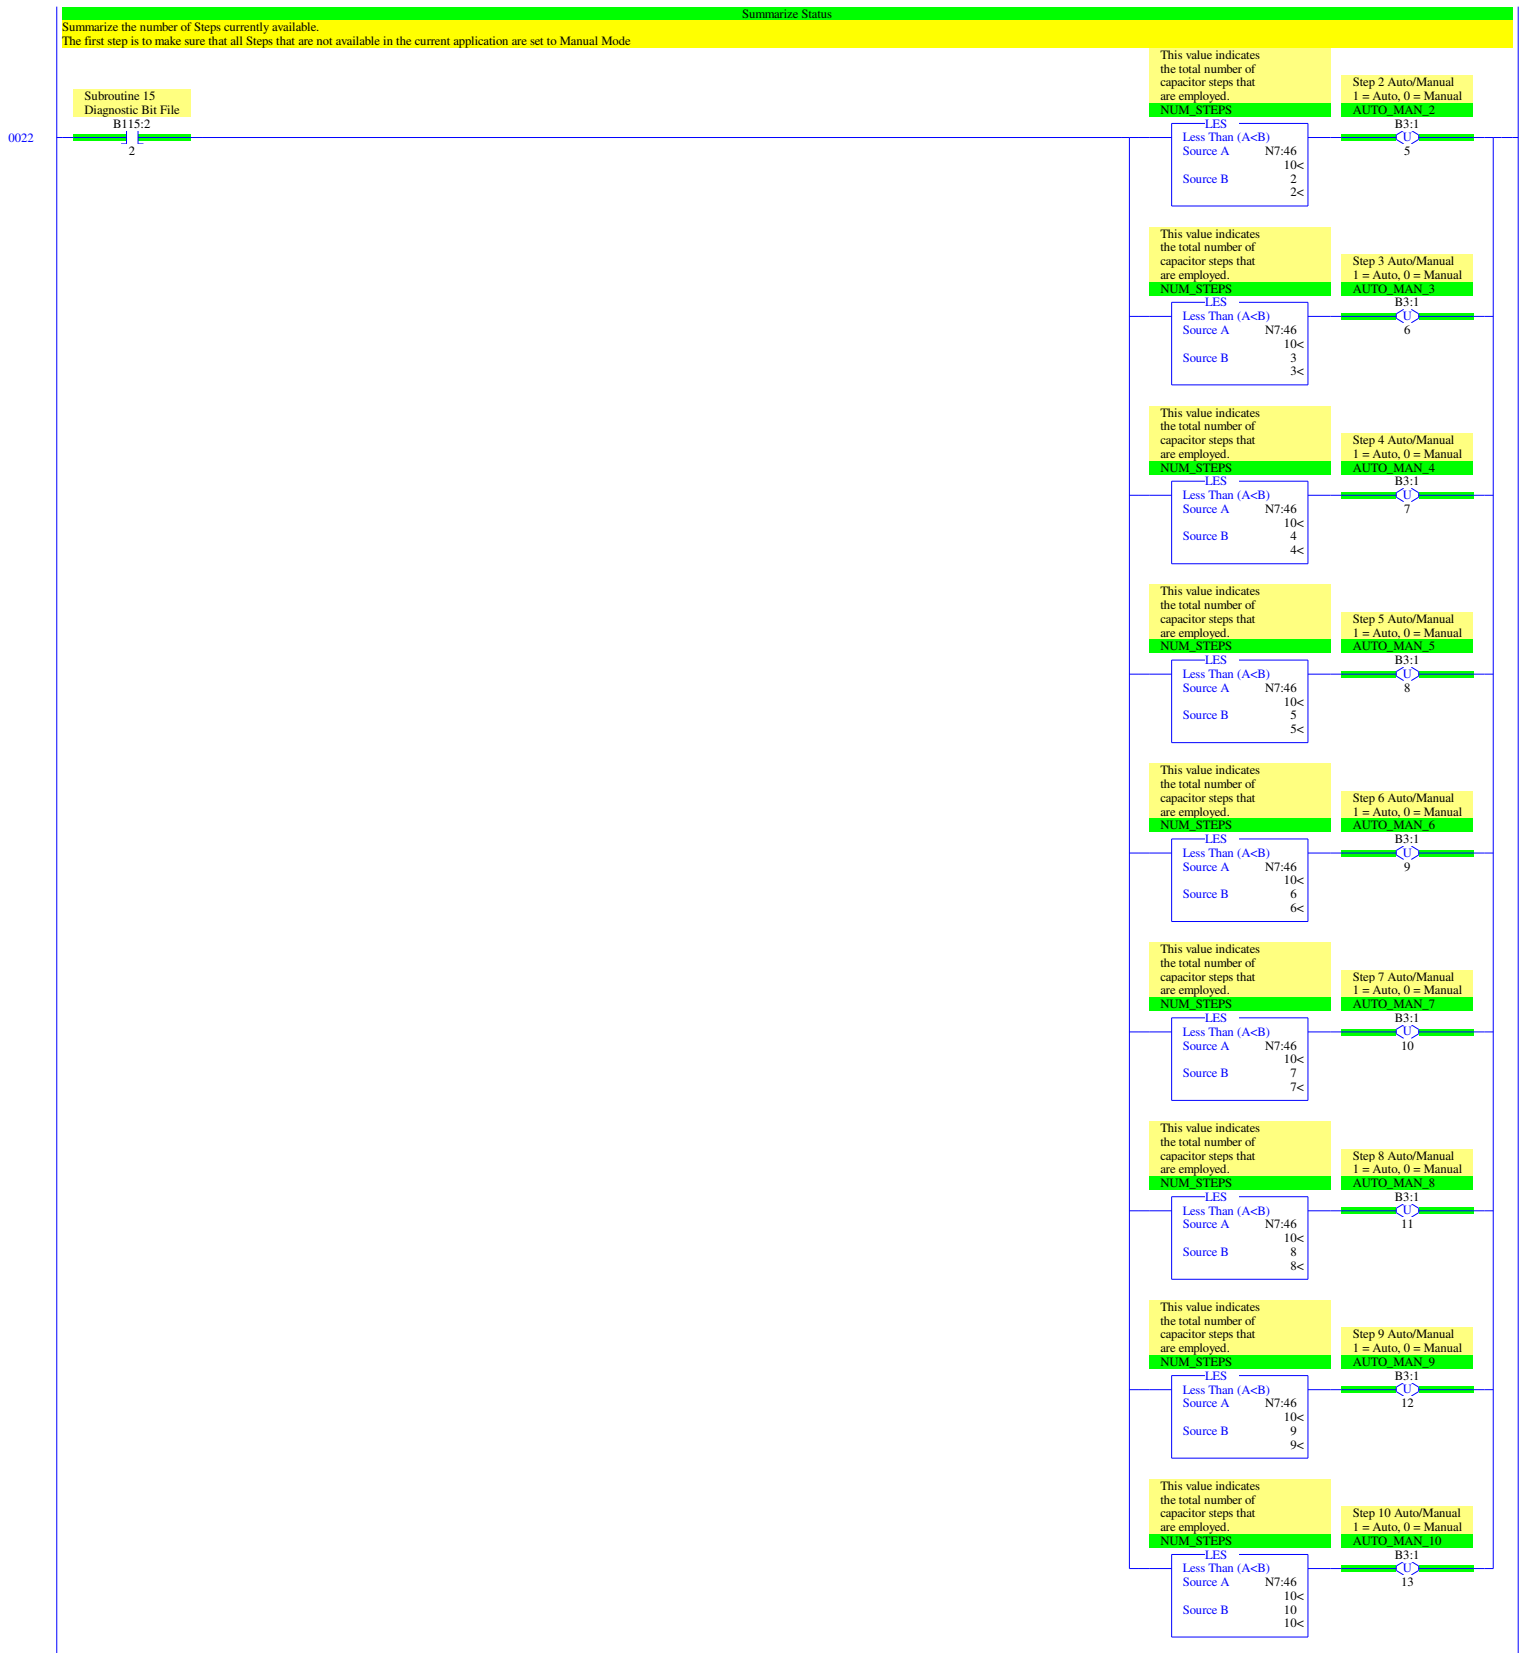 Summarize Status
Summarize the number of Steps currently available.
The first step is to make sure that all Steps that are not available in the current application are set to Manual Mode
Subroutine 15
Diagnostic Bit File
B115:2
2
0022
This value indicates
the total number of
capacitor steps that
are employed.
NUM_STEPS
LES
Less Than (A<B)
Source A N7:46
10<
Source B 2
2<
Step 2 Auto/Manual
1 = Auto, 0 = Manual
AUTO_MAN_2
B3:1
U
5
This value indicates
the total number of
capacitor steps that
are employed.
NUM_STEPS
LES
Less Than (A<B)
Source A N7:46
10<
Source B 3
3<
Step 3 Auto/Manual
1 = Auto, 0 = Manual
AUTO_MAN_3
B3:1
U
6
This value indicates
the total number of
capacitor steps that
are employed.
NUM_STEPS
LES
Less Than (A<B)
Source A N7:46
10<
Source B 4
4<
Step 4 Auto/Manual
1 = Auto, 0 = Manual
AUTO_MAN_4
B3:1
U
7
This value indicates
the total number of
capacitor steps that
are employed.
NUM_STEPS
LES
Less Than (A<B)
Source A N7:46
10<
Source B 5
5<
Step 5 Auto/Manual
1 = Auto, 0 = Manual
AUTO_MAN_5
B3:1
U
8
This value indicates
the total number of
capacitor steps that
are employed.
NUM_STEPS
LES
Less Than (A<B)
Source A N7:46
10<
Source B 6
6<
Step 6 Auto/Manual
1 = Auto, 0 = Manual
AUTO_MAN_6
B3:1
U
9
This value indicates
the total number of
capacitor steps that
are employed.
NUM_STEPS
LES
Less Than (A<B)
Source A N7:46
10<
Source B 7
7<
Step 7 Auto/Manual
1 = Auto, 0 = Manual
AUTO_MAN_7
B3:1
U
10
This value indicates
the total number of
capacitor steps that
are employed.
NUM_STEPS
LES
Less Than (A<B)
Source A N7:46
10<
Source B 8
8<
Step 8 Auto/Manual
1 = Auto, 0 = Manual
AUTO_MAN_8
B3:1
U
11
This value indicates
the total number of
capacitor steps that
are employed.
NUM_STEPS
LES
Less Than (A<B)
Source A N7:46
10<
Source B 9
9<
Step 9 Auto/Manual
1 = Auto, 0 = Manual
AUTO_MAN_9
B3:1
U
12
This value indicates
the total number of
capacitor steps that
are employed.
NUM_STEPS
LES
Less Than (A<B)
Source A N7:46
10<
Source B 10
10<
Step 10 Auto/Manual
1 = Auto, 0 = Manual
AUTO_MAN_10
B3:1
U
13